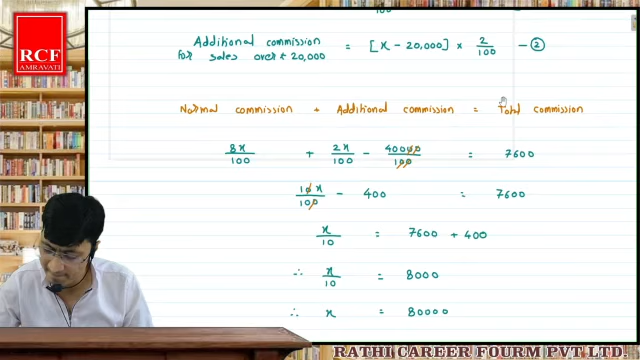 RCF
AMRAVATI
Additional commission = [x - 20,000] × 2/100 - ②
for sales over ₹ 20,000
Normal commission + Additional commission = Total commission
8x/100 + 2x/100 - 40000/100 = 7600
10x/100 - 400 = 7600
x/10 = 7600 + 400
∴ x/10 = 8000
∴ x = 80000
RATHI CAREER FOURM PVT LTD